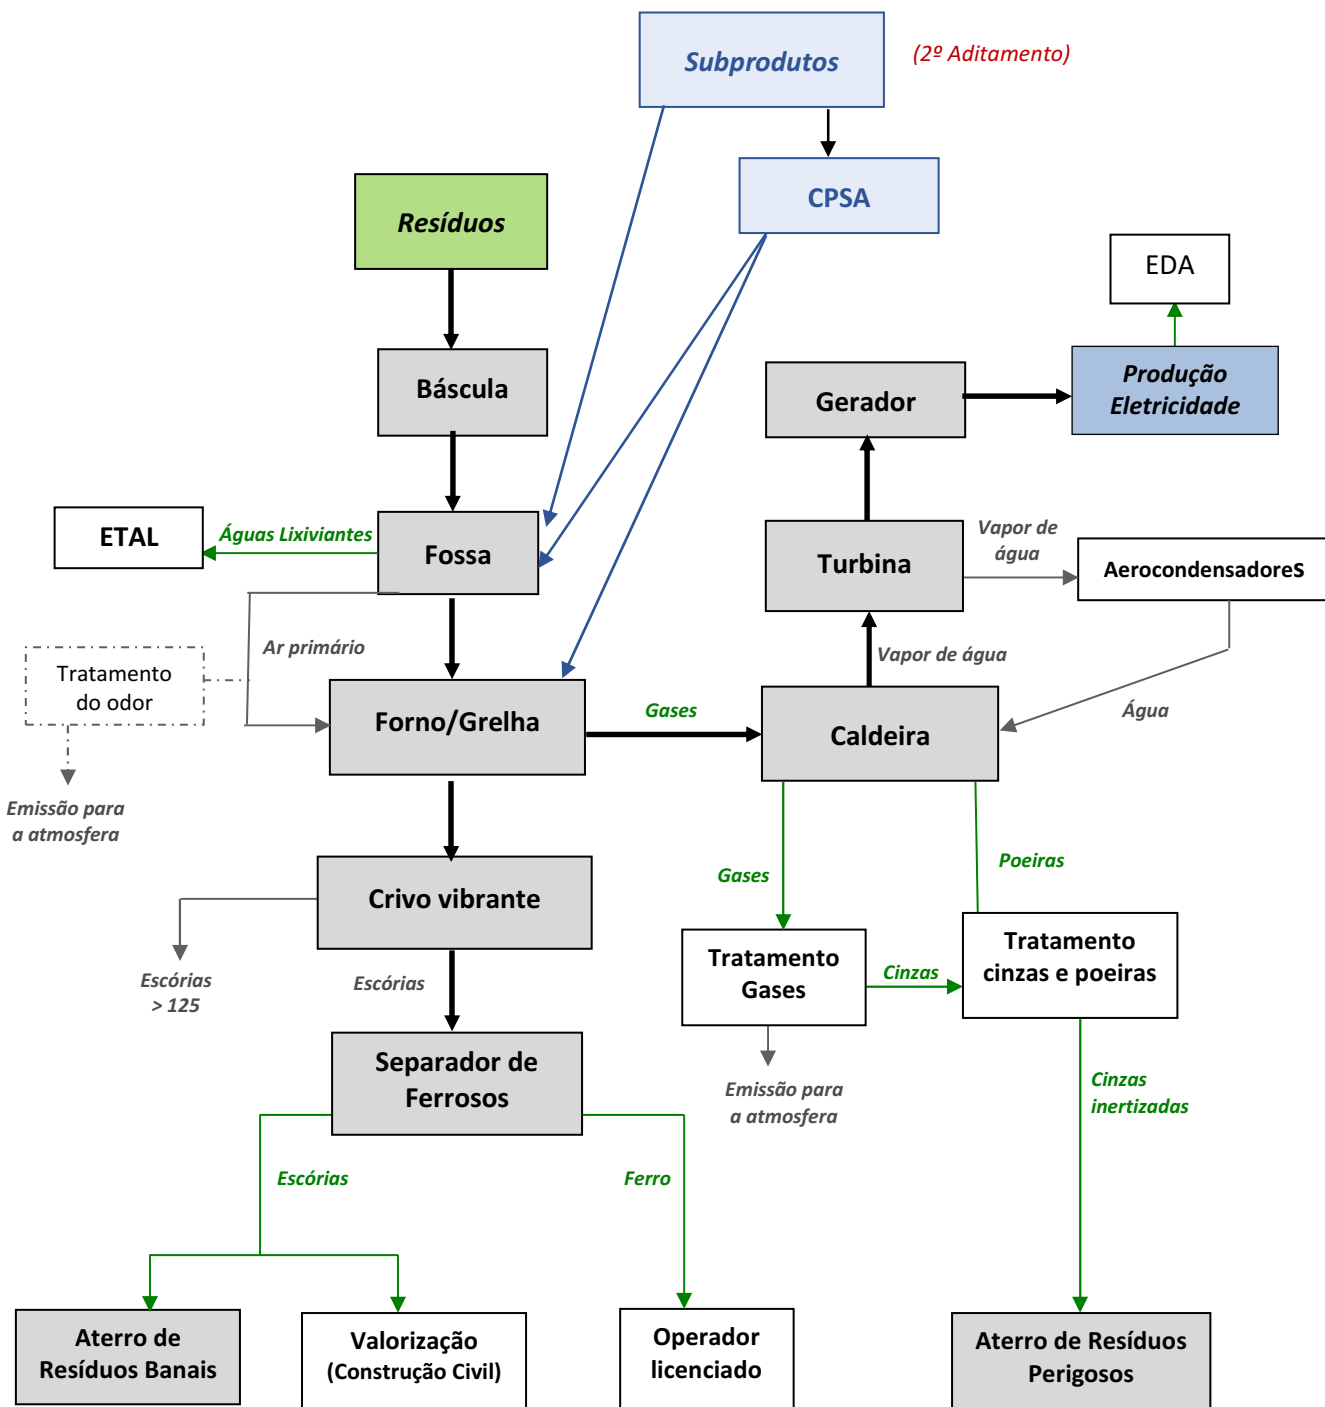 Subprodutos
(2º Aditamento)
CPSA
Resíduos
EDA
Báscula
Gerador
Produção
Eletricidade
ETAL
Águas Lixiviantes
Fossa
Turbina
Vapor de
água
Aerocondensadores
Ar primário
Vapor de água
Tratamento
do odor
Forno/Grelha
Gases
Caldeira
Água
Emissão para
a atmosfera
Crivo vibrante
Gases
Poeiras
Escórias
> 125
Escórias
Tratamento
Gases
Cinzas
Tratamento
cinzas e poeiras
Separador de
Ferrosos
Emissão para
a atmosfera
Cinzas
inertizadas
Escórias
Ferro
Aterro de
Resíduos Banais
Valorização
(Construção Civil)
Operador
licenciado
Aterro de Resíduos
Perigosos